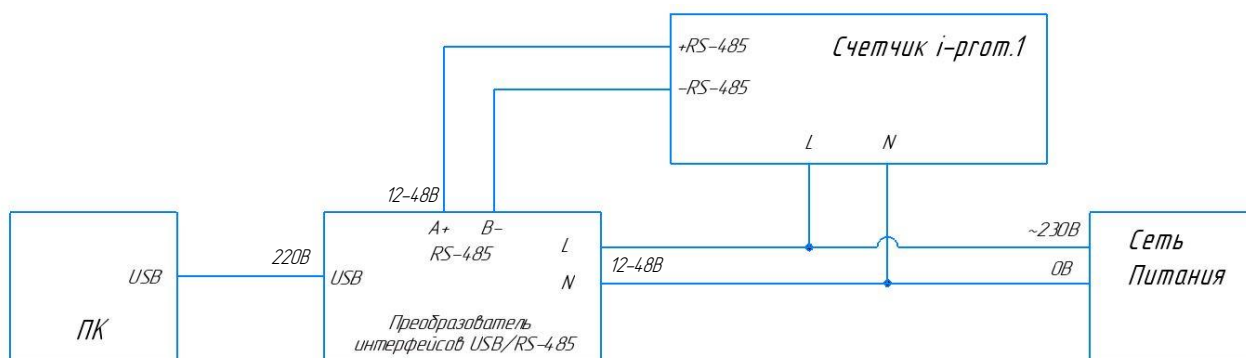 +RS-485
Счетчик i-prom.1
-RS-485
L
N
12-48В
A+
B-
RS-485
L
~230В
Сеть
Питания
USB
220В
USB
12-48В
N
0В
ПК
Преобразователь
интерфейсов USB/RS-485